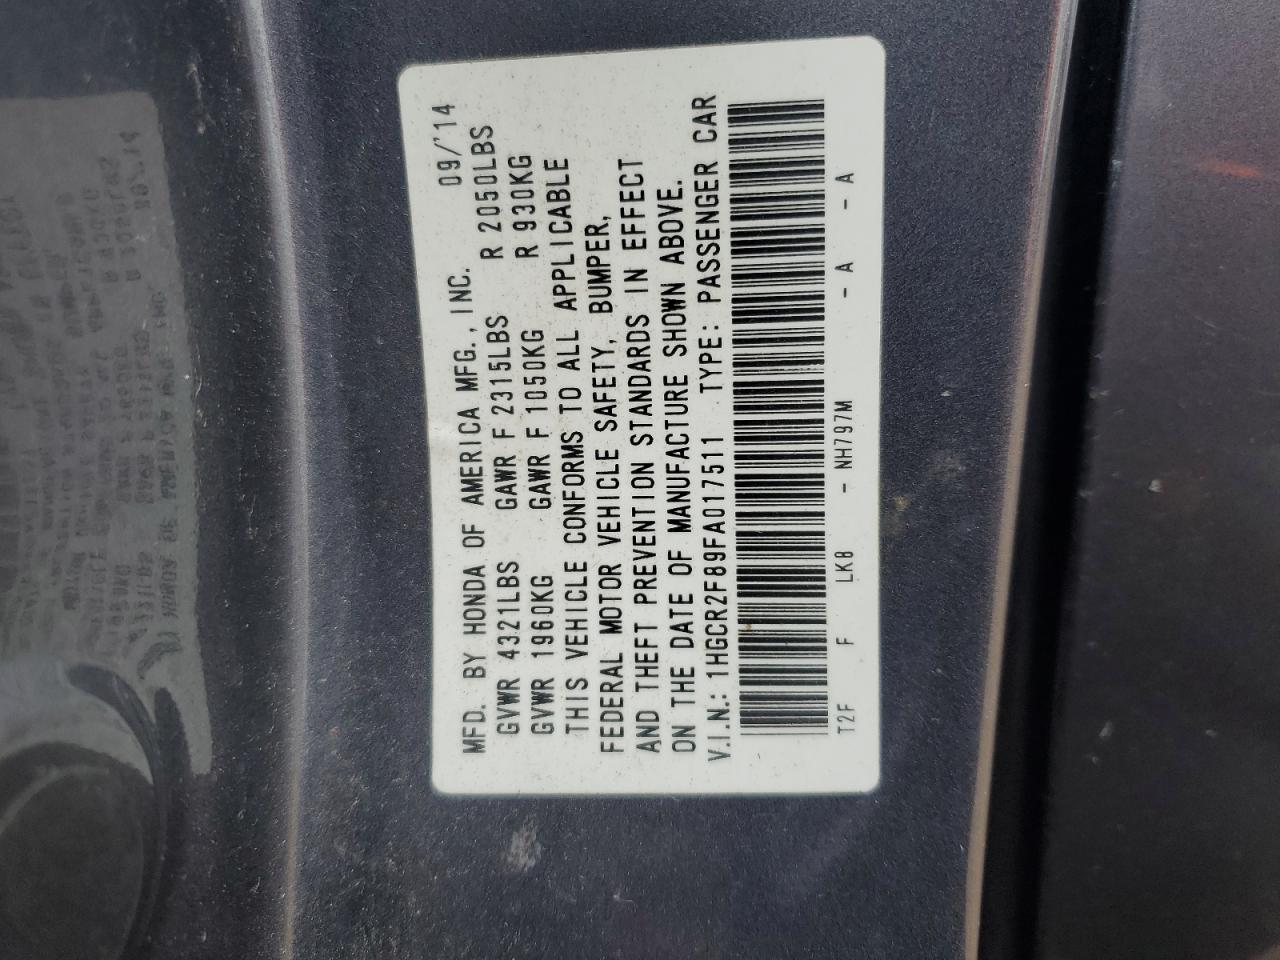 MFD. BY HONDA OF AMERICA MFG., INC. 09/'14
GVWR 4321LBS GAWR F 2315LBS R 2050LBS
GVWR 1960KG GAWR F 1050KG R 930KG
THIS VEHICLE CONFORMS TO ALL APPLICABLE
FEDERAL MOTOR VEHICLE SAFETY, BUMPER,
AND THEFT PREVENTION STANDARDS IN EFFECT
ON THE DATE OF MANUFACTURE SHOWN ABOVE.
V.I.N.: 1HGCR2F89FA017511 TYPE: PASSENGER CAR
T2F F LK8 - NH797M - A - A